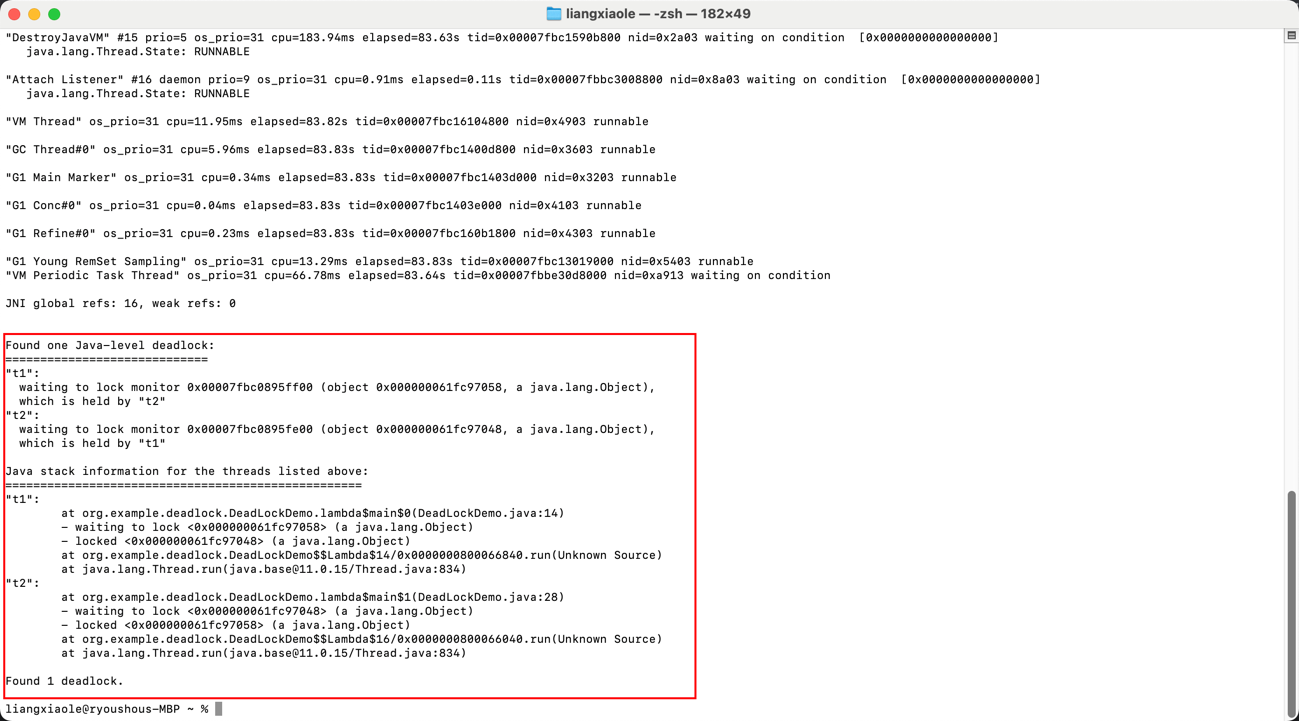 liangxiaole — -zsh — 182×49
"DestroyJavaVM" #15 prio=5 os_prio=31 cpu=183.94ms elapsed=83.63s tid=0x00007fbc1590b800 nid=0x2a03 waiting on condition  [0x0000000000000000]
   java.lang.Thread.State: RUNNABLE
"Attach Listener" #16 daemon prio=9 os_prio=31 cpu=0.91ms elapsed=0.11s tid=0x00007fbbc3008800 nid=0x8a03 waiting on condition  [0x0000000000000000]
   java.lang.Thread.State: RUNNABLE
"VM Thread" os_prio=31 cpu=11.95ms elapsed=83.82s tid=0x00007fbc16104800 nid=0x4903 runnable
"GC Thread#0" os_prio=31 cpu=5.96ms elapsed=83.83s tid=0x00007fbc1400d800 nid=0x3603 runnable
"G1 Main Marker" os_prio=31 cpu=0.34ms elapsed=83.83s tid=0x00007fbc1403d000 nid=0x3203 runnable
"G1 Conc#0" os_prio=31 cpu=0.04ms elapsed=83.83s tid=0x00007fbc1403e000 nid=0x4103 runnable
"G1 Refine#0" os_prio=31 cpu=0.23ms elapsed=83.83s tid=0x00007fbc160b1800 nid=0x4303 runnable
"G1 Young RemSet Sampling" os_prio=31 cpu=13.29ms elapsed=83.83s tid=0x00007fbc13019000 nid=0x5403 runnable
"VM Periodic Task Thread" os_prio=31 cpu=66.78ms elapsed=83.64s tid=0x00007fbbe30d8000 nid=0xa913 waiting on condition
JNI global refs: 16, weak refs: 0
Found one Java-level deadlock:
=============================
"t1":
  waiting to lock monitor 0x00007fbc0895ff00 (object 0x000000061fc97058, a java.lang.Object),
  which is held by "t2"
"t2":
  waiting to lock monitor 0x00007fbc0895fe00 (object 0x000000061fc97048, a java.lang.Object),
  which is held by "t1"
Java stack information for the threads listed above:
===================================================
"t1":
        at org.example.deadlock.DeadLockDemo.lambda$main$0(DeadLockDemo.java:14)
        - waiting to lock <0x000000061fc97058> (a java.lang.Object)
        - locked <0x000000061fc97048> (a java.lang.Object)
        at org.example.deadlock.DeadLockDemo$$Lambda$14/0x0000000800066840.run(Unknown Source)
        at java.lang.Thread.run(java.base@11.0.15/Thread.java:834)
"t2":
        at org.example.deadlock.DeadLockDemo.lambda$main$1(DeadLockDemo.java:28)
        - waiting to lock <0x000000061fc97048> (a java.lang.Object)
        - locked <0x000000061fc97058> (a java.lang.Object)
        at org.example.deadlock.DeadLockDemo$$Lambda$16/0x0000000800066040.run(Unknown Source)
        at java.lang.Thread.run(java.base@11.0.15/Thread.java:834)
Found 1 deadlock.
liangxiaole@ryoushous-MBP ~ %